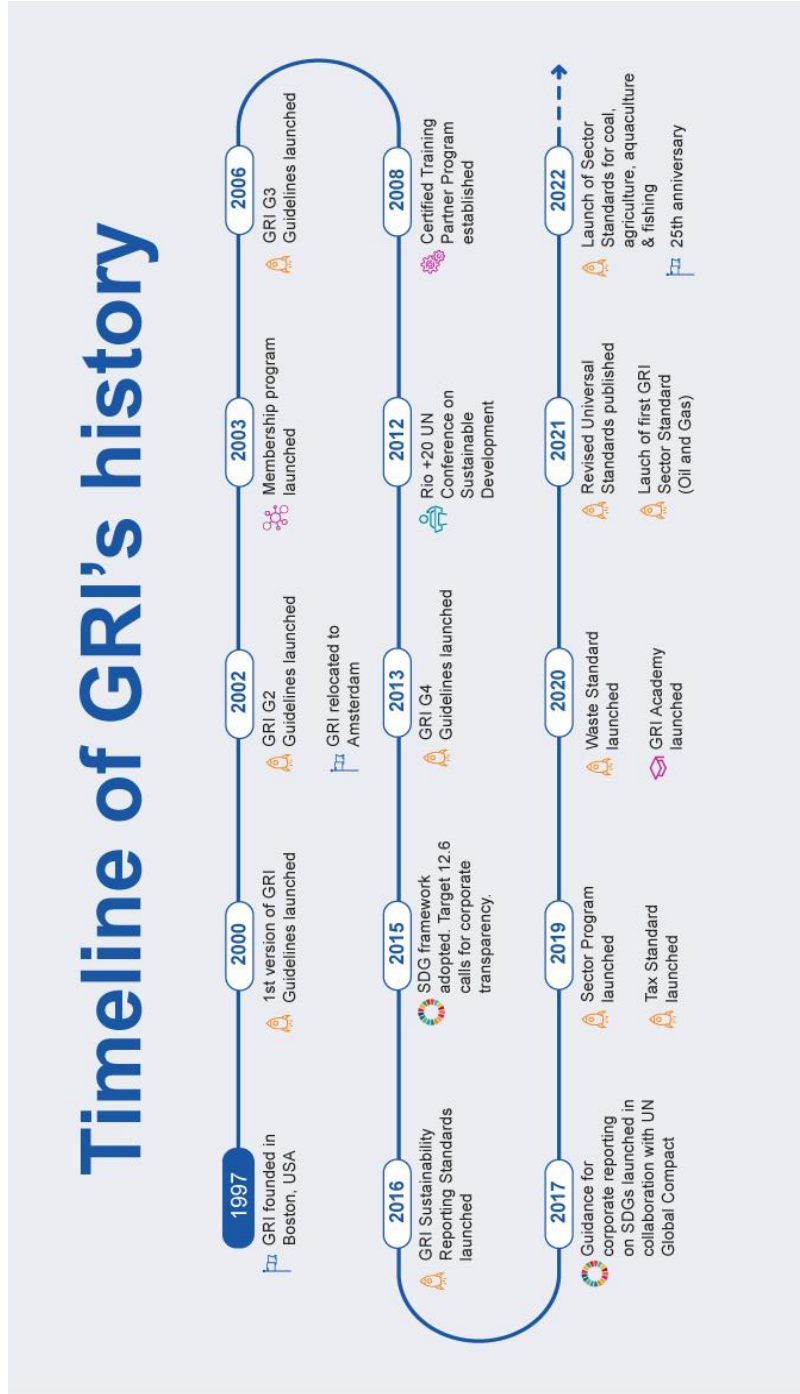 Timeline of GRI's history
1997
GRI founded in
Boston, USA
2000
1st version of GRI
Guidelines launched
2002
GRI G2
Guidelines launched
GRI relocated to
Amsterdam
2003
Membership program
launched
2006
GRI G3
Guidelines launched
2008
Certified Training
Partner Program
established
2012
Rio +20 UN
Conference on
Sustainable
Development
2013
GRI G4
Guidelines launched
2015
SDG framework
adopted. Target 12.6
calls for corporate
transparency.
2016
GRI Sustainability
Reporting Standards
launched
2017
Guidance for
corporate reporting
on SDGs launched in
collaboration with UN
Global Compact
2019
Sector Program
launched
Tax Standard
launched
2020
Waste Standard
launched
GRI Academy
launched
2021
Revised Universal
Standards published
Lauch of first GRI
Sector Standard
(Oil and Gas)
2022
Launch of Sector
Standards for coal,
agriculture, aquaculture
& fishing
25th anniversary